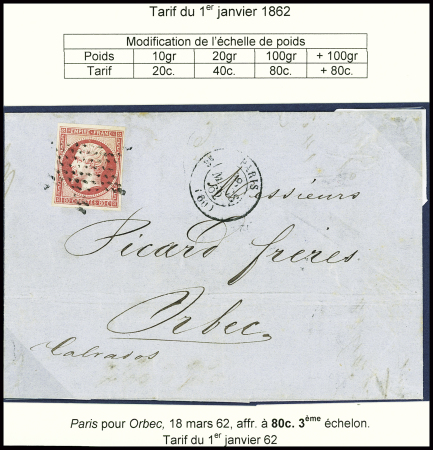 Tarif du 1er janvier 1862
Modification de l'échelle de poids
Poids 10gr 20gr 100gr + 100gr
Tarif 20c. 40c. 80c. + 80c.
EMPIRE FRANC
PARIS
(60)
Messieurs
Picard frères
Orbec
Calvados
Paris pour Orbec, 18 mars 62, affr. à 80c. 3ème échelon.
Tarif du 1er janvier 62